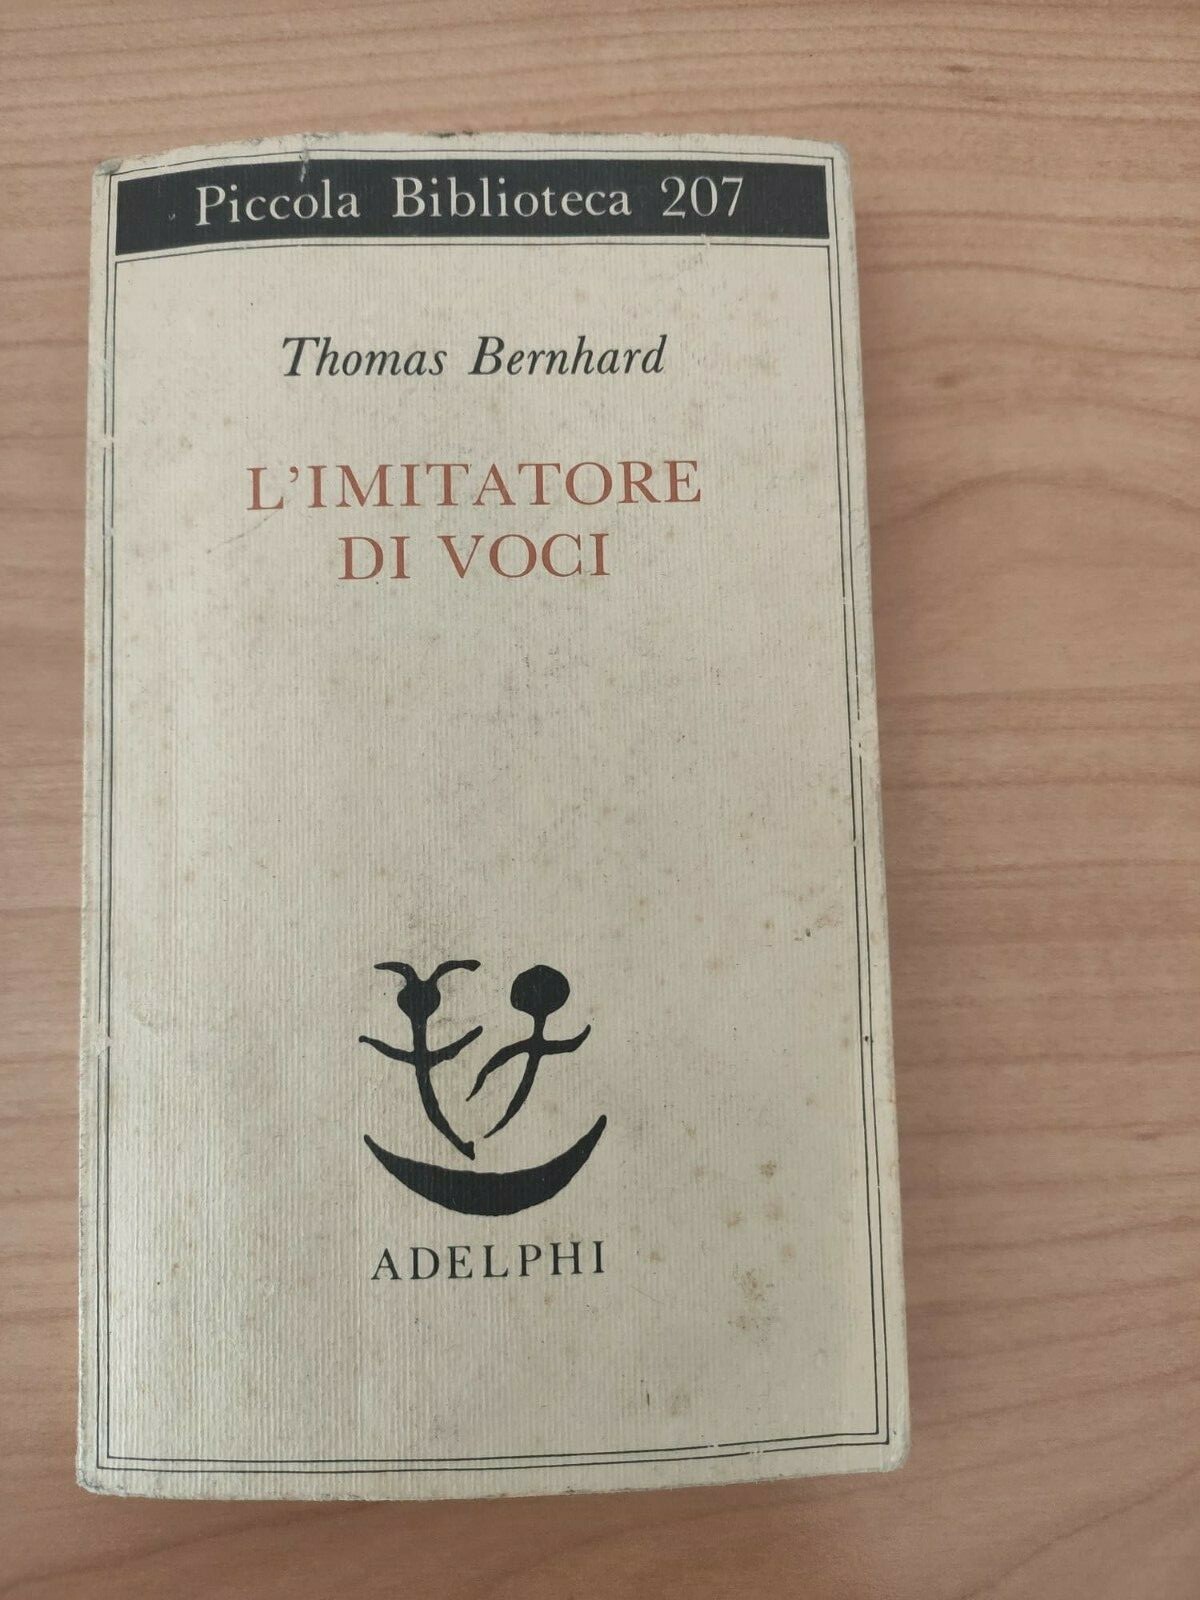 Piccola Biblioteca 207
Thomas Bernhard
L'IMITATORE
DI VOCI
ADELPHI